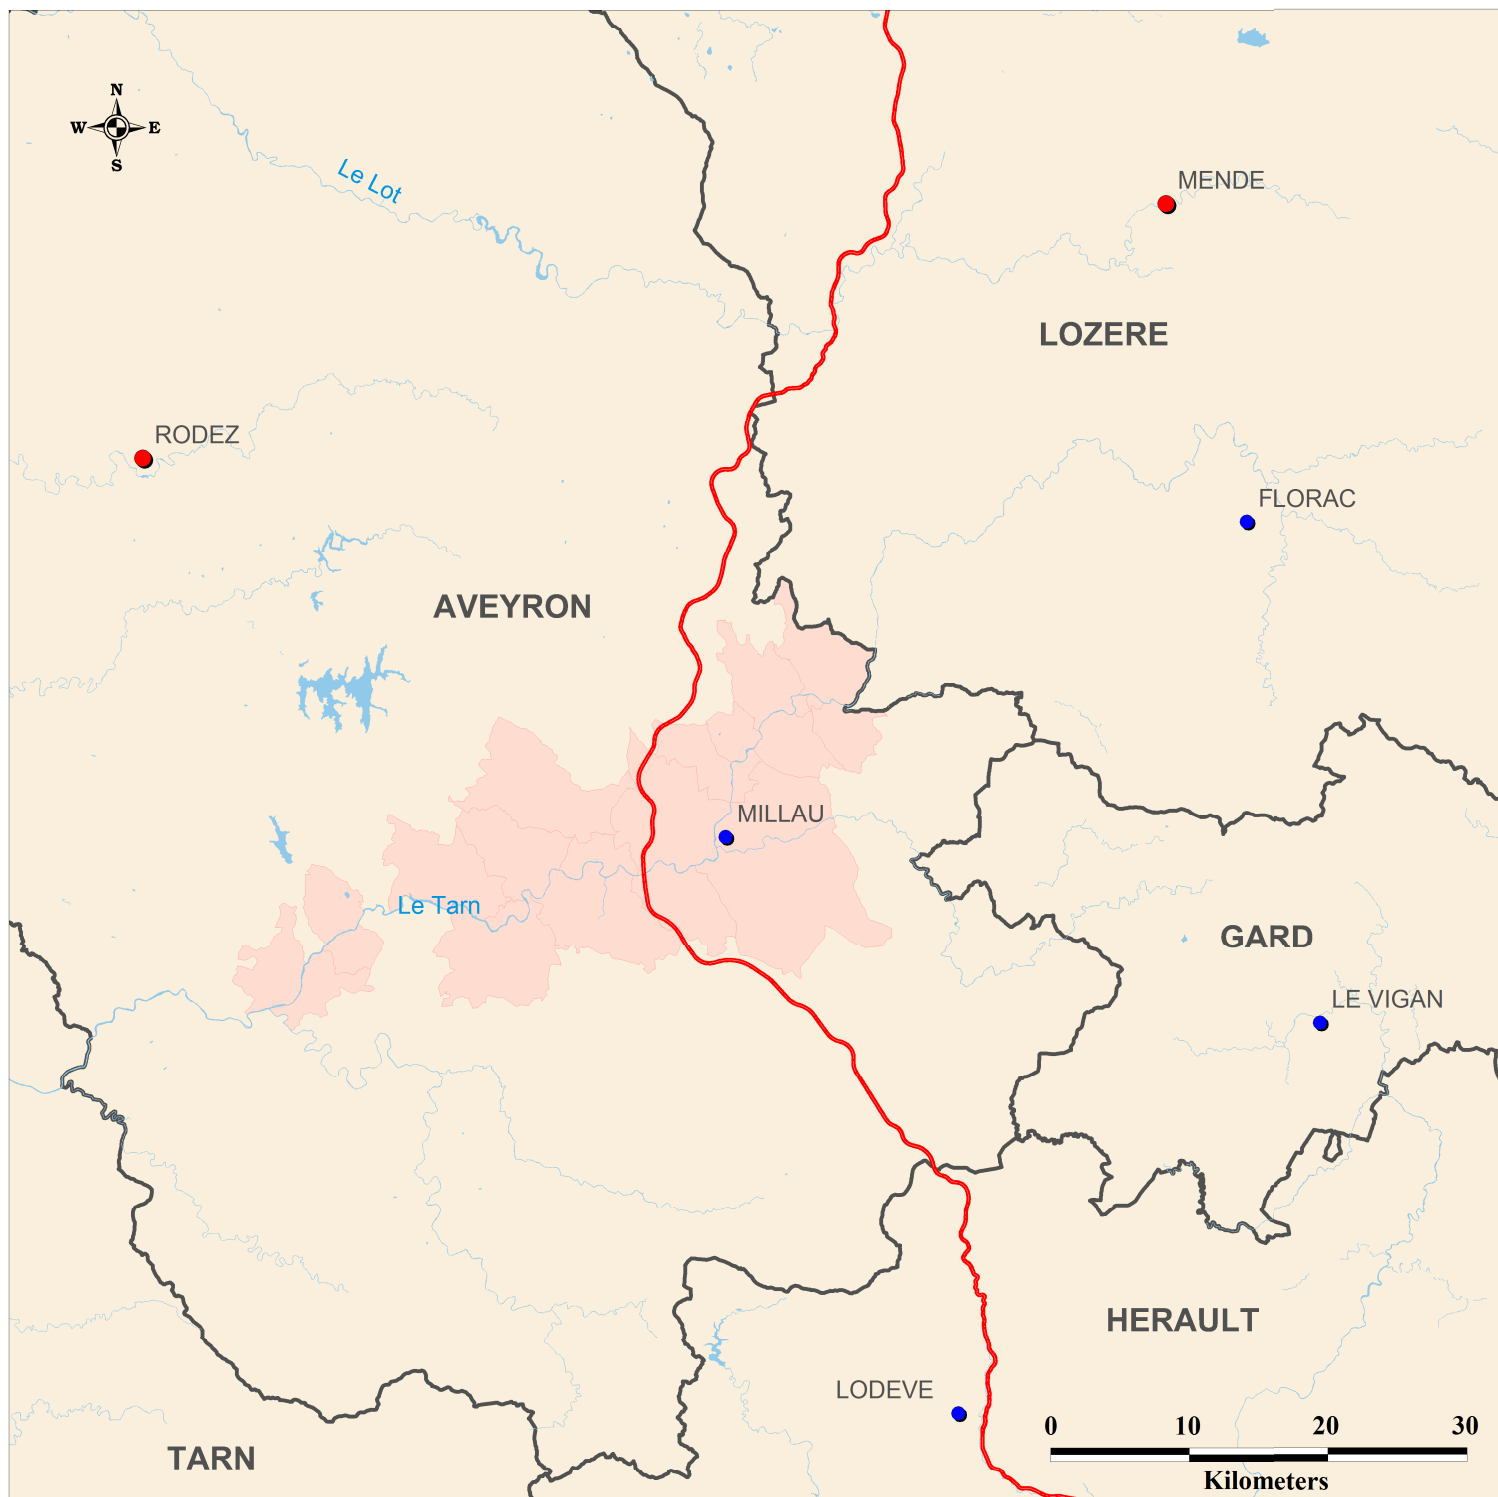 N
W E
S
Le Lot
MENDE
LOZERE
RODEZ
FLORAC
AVEYRON
MILLAU
Le Tarn
GARD
LE VIGAN
HERAULT
LODEVE
0 10 20 30
TARN
Kilometers